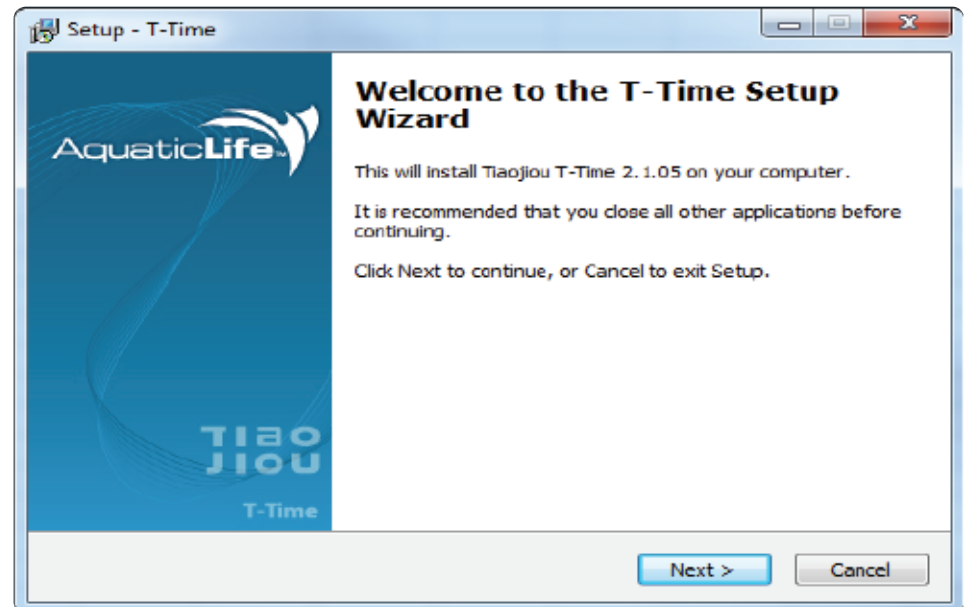 Setup - T-Time
Welcome to the T-Time Setup
Wizard
This will install Tiaojiou T-Time 2.1.05 on your computer.
It is recommended that you close all other applications before
continuing.
Click Next to continue, or Cancel to exit Setup.
AquaticLife™
TIAO
JIOU
T-Time
Next >
Cancel